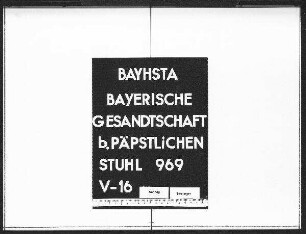 BAYHSTA
BAYERISCHE
GESANDTSCHAFT
b. PÄPSTLiCHEN
STUHL 969
V-16